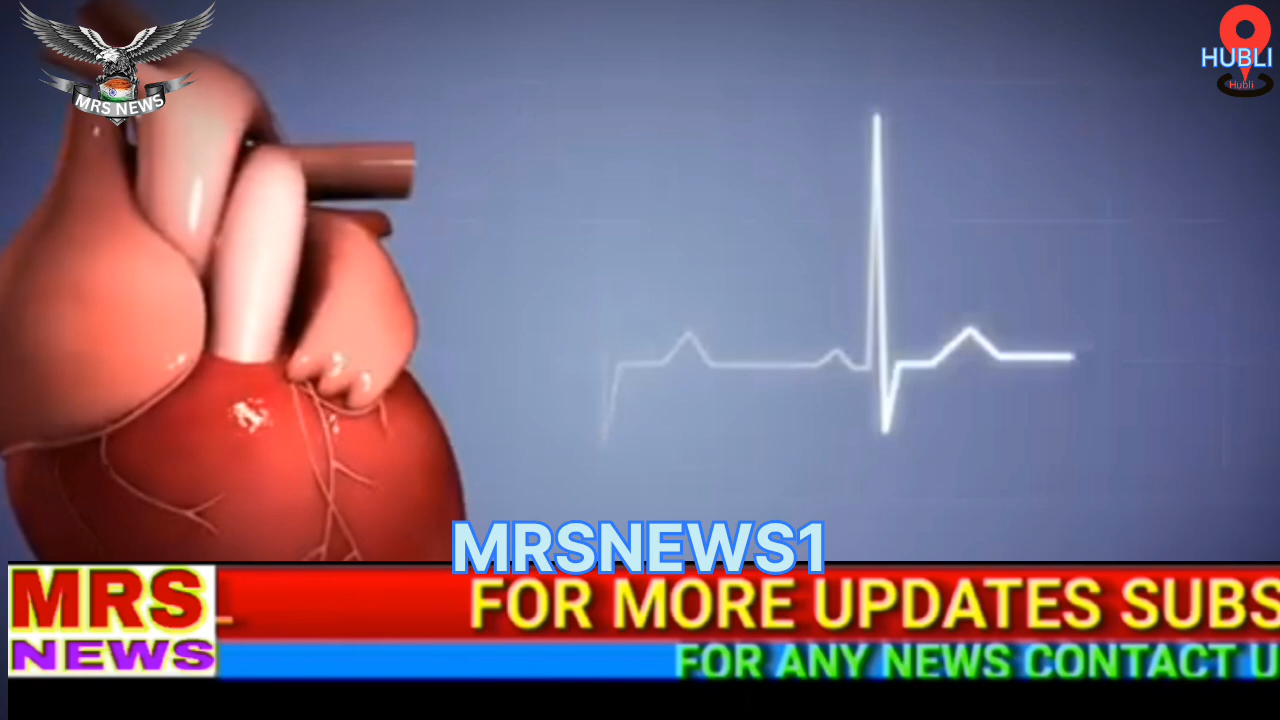 MRS NEWS
HUBLI
Hubli
MRSNEWS1
MRS
NEWS
FOR MORE UPDATES SUBS
FOR ANY NEWS CONTACT U